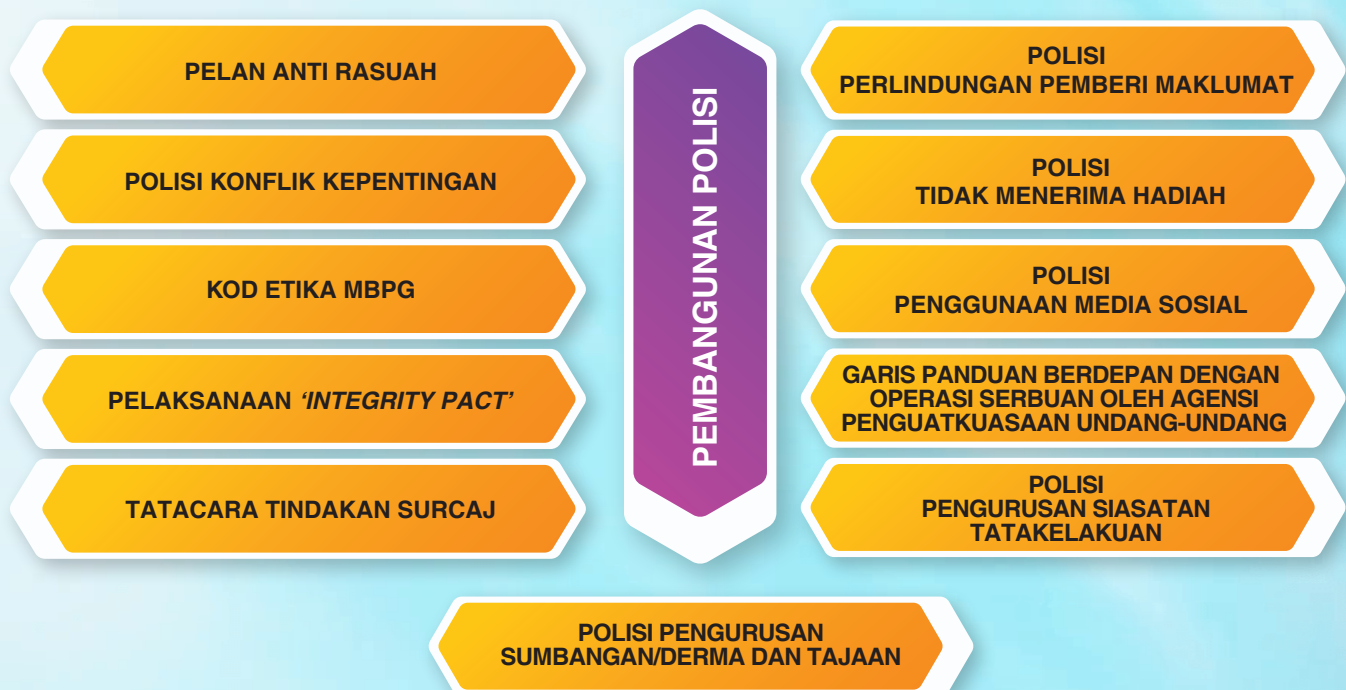 PELAN ANTI RASUAH
POLISI KONFLIK KEPENTINGAN
KOD ETIKA MBPG
PELAKSANAAN 'INTEGRITY PACT'
TATACARA TINDAKAN SURCAJ
PEMBANGUNAN POLISI
POLISI
PERLINDUNGAN PEMBERI MAKLUMAT
POLISI
TIDAK MENERIMA HADIAH
POLISI
PENGGUNAAN MEDIA SOSIAL
GARIS PANDUAN BERDEPAN DENGAN
OPERASI SERBUAN OLEH AGENSI
PENGUATKUASAAN UNDANG-UNDANG
POLISI
PENGURUSAN SIASATAN
TATAKELAKUAN
POLISI PENGURUSAN
SUMBANGAN/DERMA DAN TAJAAN